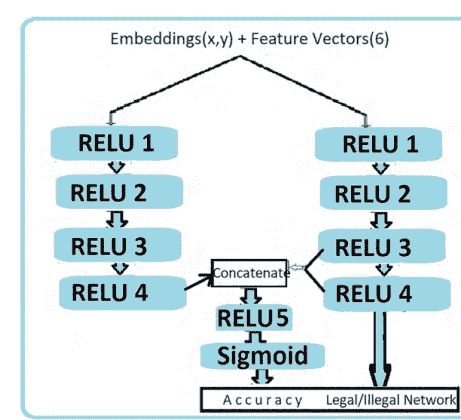 Embeddings(x,y) + Feature Vectors(6)
RELU 1
RELU 1
RELU 2
RELU 2
RELU 3
RELU 3
Concatenate
RELU 4
RELU 4
RELU5
Sigmoid
Accuracy Legal/Illegal Network